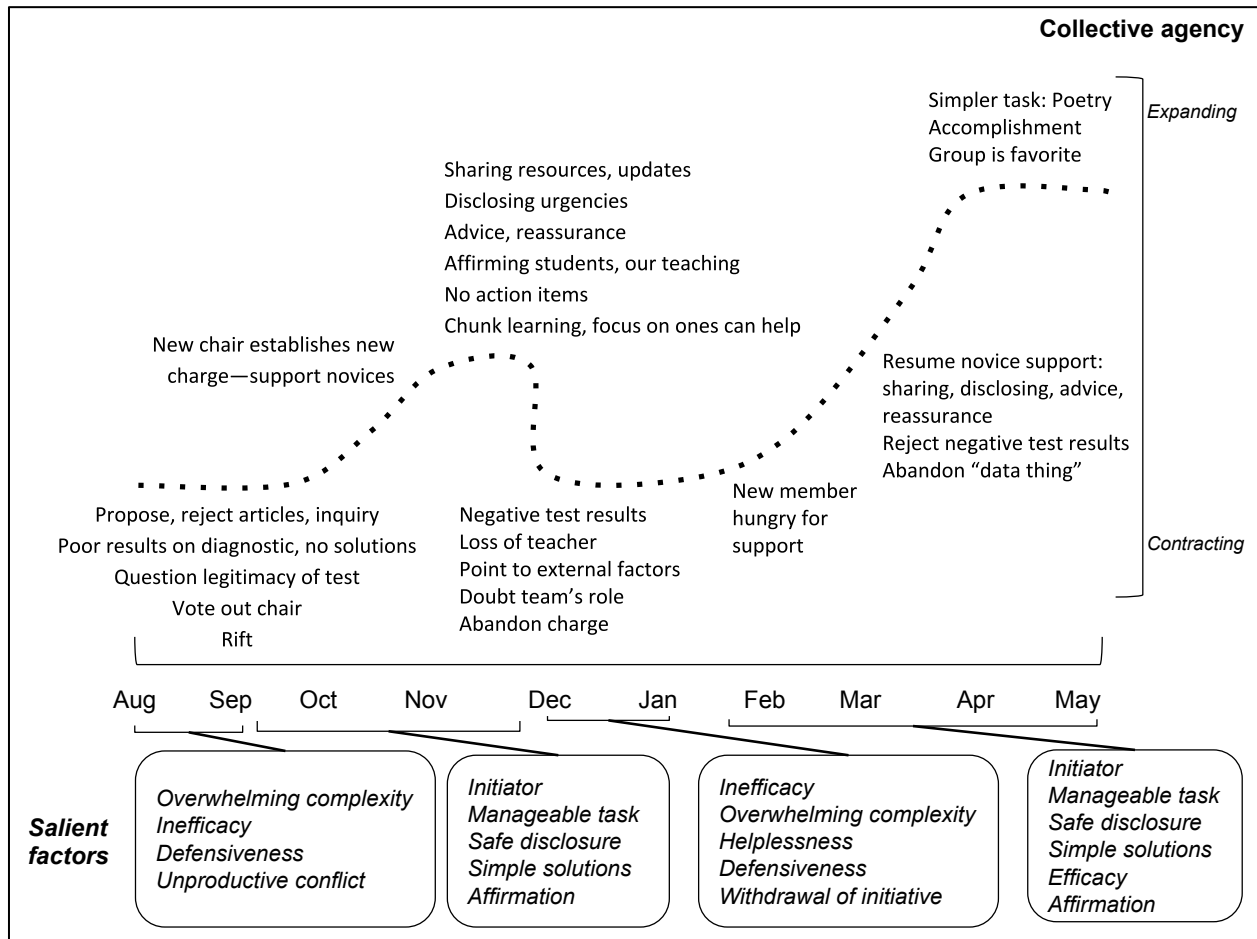 Collective agency
Expanding
Contracting
Simpler task: Poetry
Accomplishment
Group is favorite
Sharing resources, updates
Disclosing urgencies
Advice, reassurance
Affirming students, our teaching
No action items
Chunk learning, focus on ones can help
New chair establishes new
charge—support novices
Resume novice support:
sharing, disclosing, advice,
reassurance
Reject negative test results
Abandon “data thing”
Propose, reject articles, inquiry
Poor results on diagnostic, no solutions
Question legitimacy of test
Vote out chair
Rift
Negative test results
Loss of teacher
Point to external factors
Doubt team’s role
Abandon charge
New member
hungry for
support
Aug Sep Oct Nov Dec Jan Feb Mar Apr May
Salient
factors
Overwhelming complexity
Inefficacy
Defensiveness
Unproductive conflict
Initiator
Manageable task
Safe disclosure
Simple solutions
Affirmation
Inefficacy
Overwhelming complexity
Helplessness
Defensiveness
Withdrawal of initiative
Initiator
Manageable task
Safe disclosure
Simple solutions
Efficacy
Affirmation